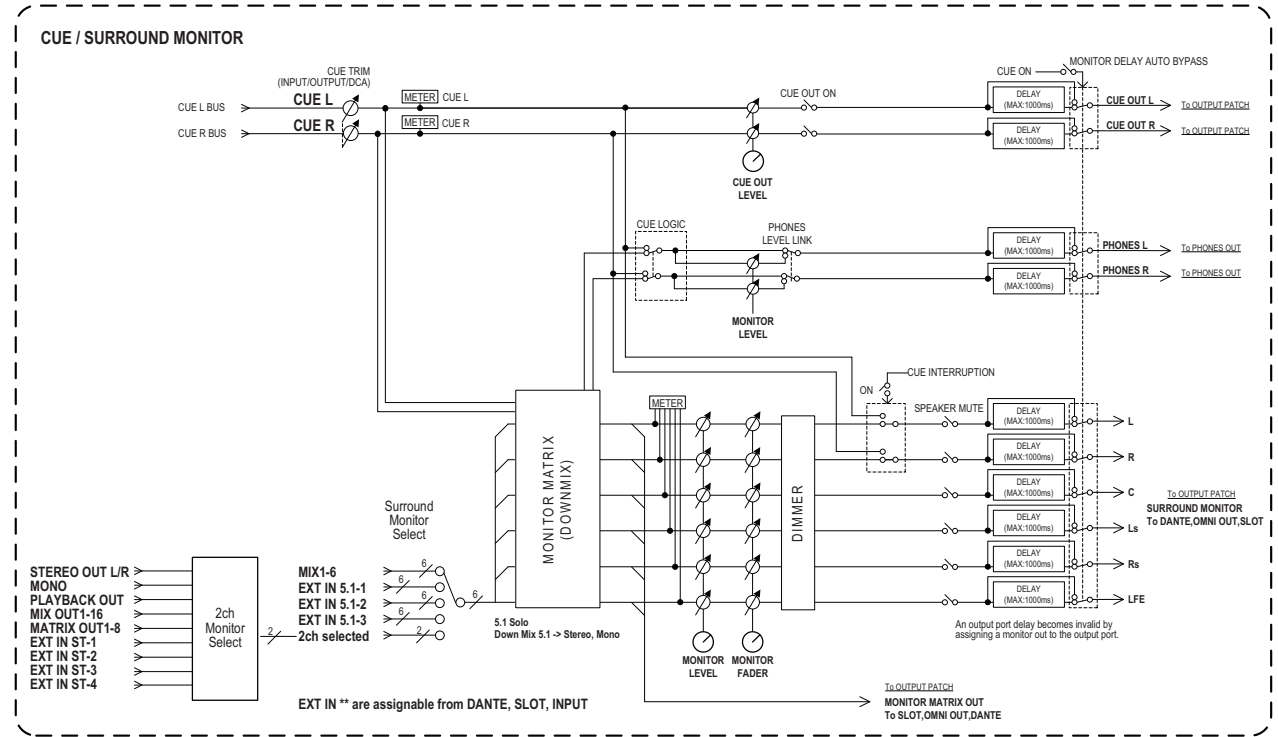 CUE / SURROUND MONITOR
CUE TRIM
(INPUT/OUTPUT/DCA)
CUE L BUS
CUE L
METER
CUE L
CUE R BUS
CUE R
METER
CUE R
CUE OUT ON
CUE OUT
LEVEL
CUE ON
MONITOR DELAY AUTO BYPASS
DELAY
(MAX:1000ms)
CUE OUT L
To OUTPUT PATCH
DELAY
(MAX:1000ms)
CUE OUT R
To OUTPUT PATCH
CUE LOGIC
PHONES
LEVEL LINK
MONITOR
LEVEL
DELAY
(MAX:1000ms)
PHONES L
To PHONES OUT
DELAY
(MAX:1000ms)
PHONES R
To PHONES OUT
CUE INTERRUPTION
ON
SPEAKER MUTE
METER
MONITOR MATRIX
(DOWNMIX)
DIMMER
DELAY
(MAX:1000ms)
L
DELAY
(MAX:1000ms)
R
DELAY
(MAX:1000ms)
C
DELAY
(MAX:1000ms)
Ls
DELAY
(MAX:1000ms)
Rs
DELAY
(MAX:1000ms)
LFE
To OUTPUT PATCH
SURROUND MONITOR
To DANTE,OMNI OUT,SLOT
An output port delay becomes invalid by
assigning a monitor out to the output port.
Surround
Monitor
Select
MIX1-6
6
EXT IN 5.1-1
6
EXT IN 5.1-2
6
EXT IN 5.1-3
6
2ch selected
2
6
5.1 Solo
Down Mix 5.1 -> Stereo, Mono
STEREO OUT L/R
MONO
PLAYBACK OUT
MIX OUT1-16
MATRIX OUT1-8
EXT IN ST-1
EXT IN ST-2
EXT IN ST-3
EXT IN ST-4
2ch
Monitor
Select
2
MONITOR
LEVEL
MONITOR
FADER
EXT IN ** are assignable from DANTE, SLOT, INPUT
To OUTPUT PATCH
MONITOR MATRIX OUT
To SLOT,OMNI OUT,DANTE